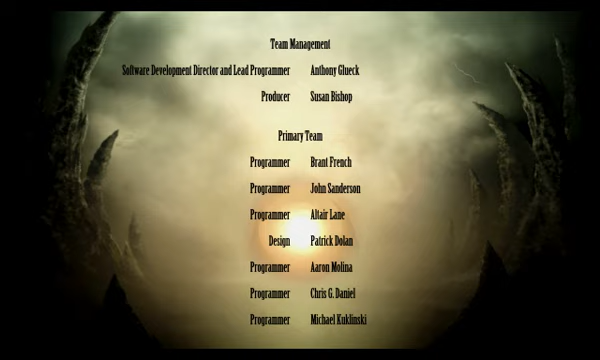 Team Management
Software Development Director and Lead Programmer Anthony Glueck
Producer Susan Bishop
Primary Team
Programmer Brant French
Programmer John Sanderson
Programmer Altair Lane
Design Patrick Dolan
Programmer Aaron Molina
Programmer Chris G. Daniel
Programmer Michael Kuklinski